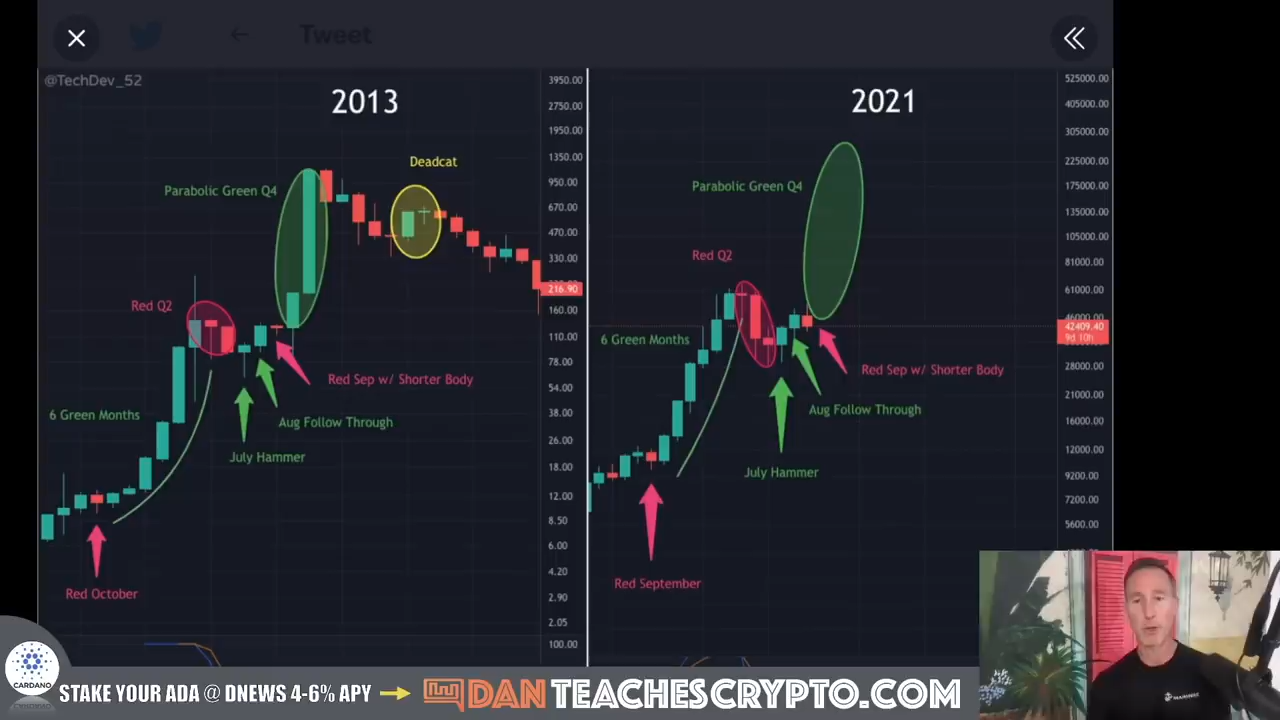 Tweet
@TechDev_52
2013
Deadcat
Parabolic Green Q4
Red Q2
6 Green Months
Red Sep w/ Shorter Body
Aug Follow Through
July Hammer
Red October
3950.00
2750.00
1950.00
1350.00
950.00
670.00
470.00
330.00
216.90
160.00
110.00
78.00
54.00
38.00
26.00
18.00
12.00
8.50
6.00
4.20
2.90
2.05
100.00
2021
Parabolic Green Q4
Red Q2
6 Green Months
Red Sep w/ Shorter Body
Aug Follow Through
July Hammer
Red September
525000.00
405000.00
305000.00
225000.00
175000.00
135000.00
105000.00
81000.00
61000.00
46000.00
42409.40
9d 10h
28000.00
16000.00
12000.00
9200.00
7200.00
5600.00
CARDANO
STAKE YOUR ADA @ DNEWS 4-6% APY
DANTEACHESCRYPTO.COM